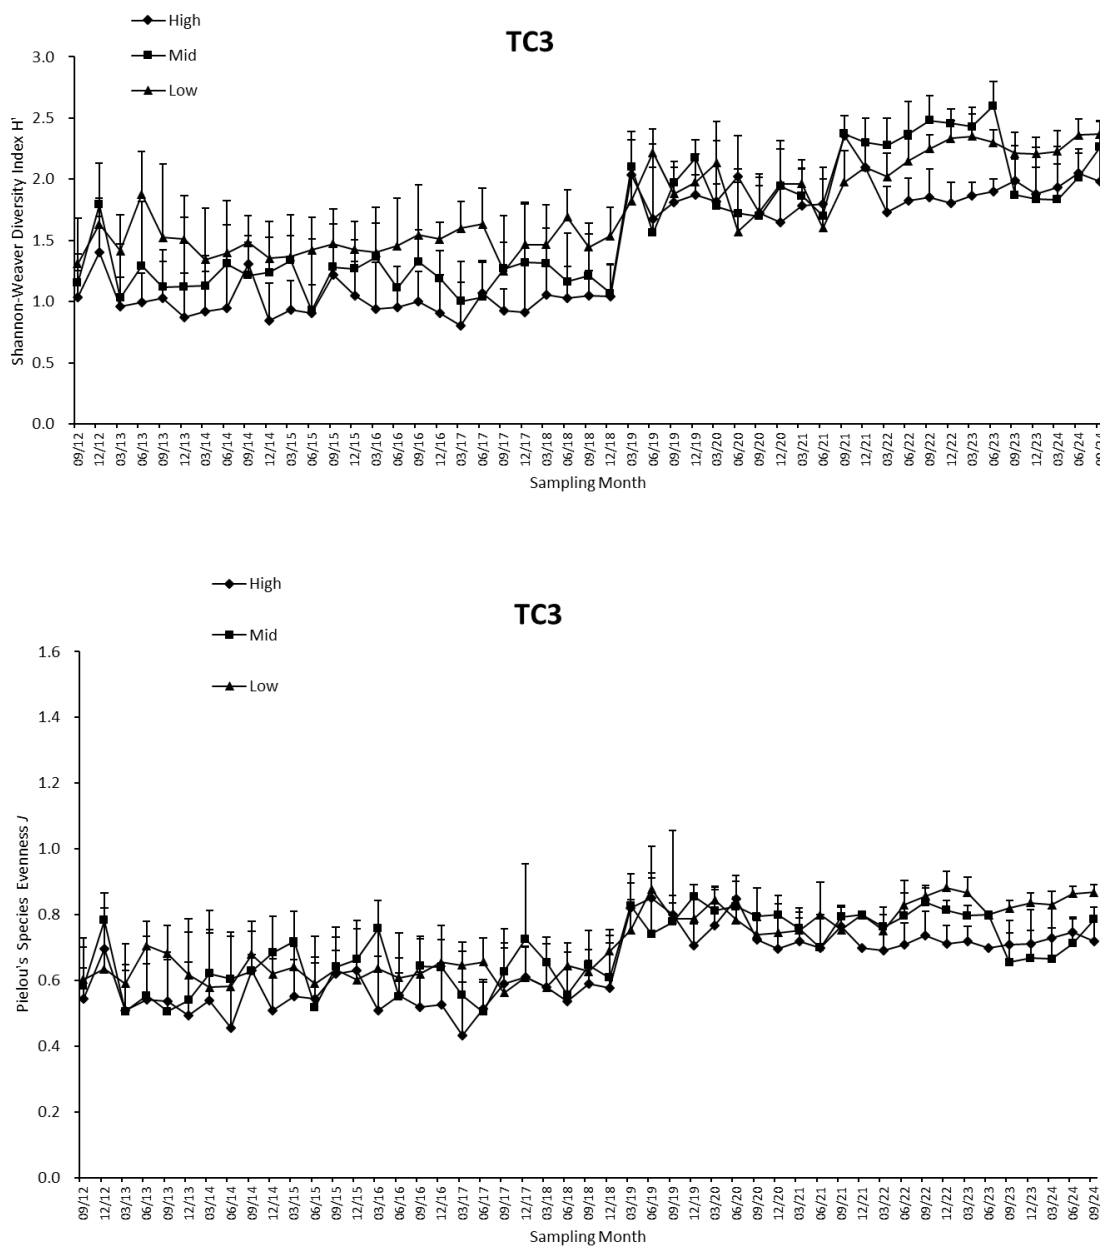 High
Mid
Low
TC3
3.0
2.5
2.0
1.5
1.0
0.5
0.0
Shannon-Weaver Diversity Index H'
09/12 12/12 03/13 06/13 09/13 12/13 03/14 06/14 09/14 12/14 03/15 06/15 09/15 12/15 03/16 06/16 09/16 12/16 03/17 06/17 09/17 12/17 03/18 06/18 09/18 12/18 03/19 06/19 09/19 12/19 03/20 06/20 09/20 12/20 03/21 06/21 09/21 12/21 03/22 06/22 09/22 12/22 03/23 06/23 09/23 12/23 03/24 06/24 09/24
Sampling Month
High
Mid
Low
TC3
1.6
1.4
1.2
1.0
0.8
0.6
0.4
0.2
0.0
Pielou's Species Evenness J
09/12 12/12 03/13 06/13 09/13 12/13 03/14 06/14 09/14 12/14 03/15 06/15 09/15 12/15 03/16 06/16 09/16 12/16 03/17 06/17 09/17 12/17 03/18 06/18 09/18 12/18 03/19 06/19 09/19 12/19 03/20 06/20 09/20 12/20 03/21 06/21 09/21 12/21 03/22 06/22 09/22 12/22 03/23 06/23 09/23 12/23 03/24 06/24 09/24
Sampling Month